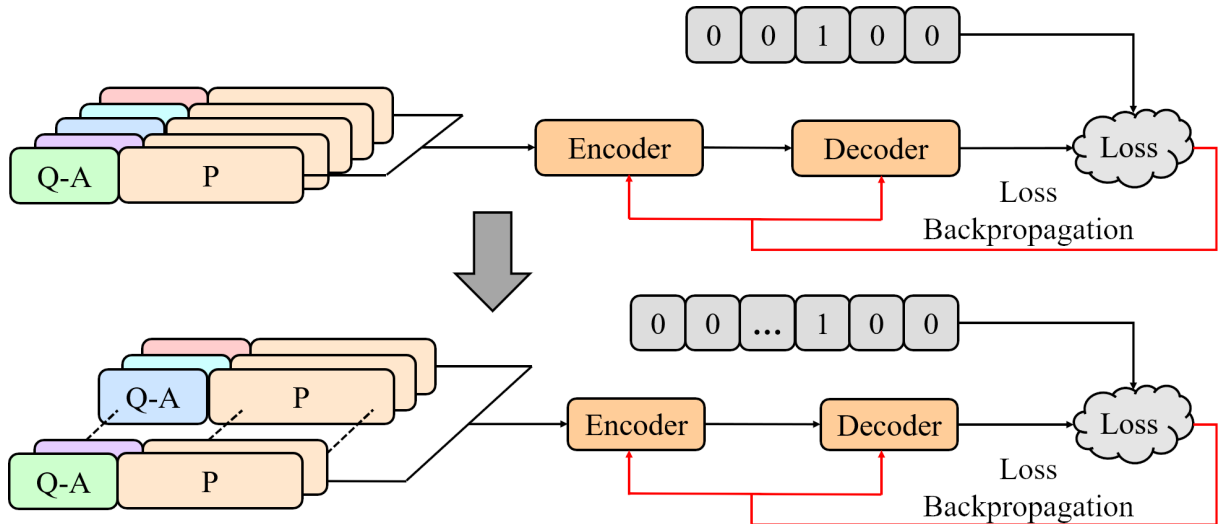 0 0 1 0 0
Q-A P
Encoder
Decoder
Loss
Loss
Backpropagation
0 0 ... 1 0 0
Q-A P
Q-A P
Encoder
Decoder
Loss
Loss
Backpropagation